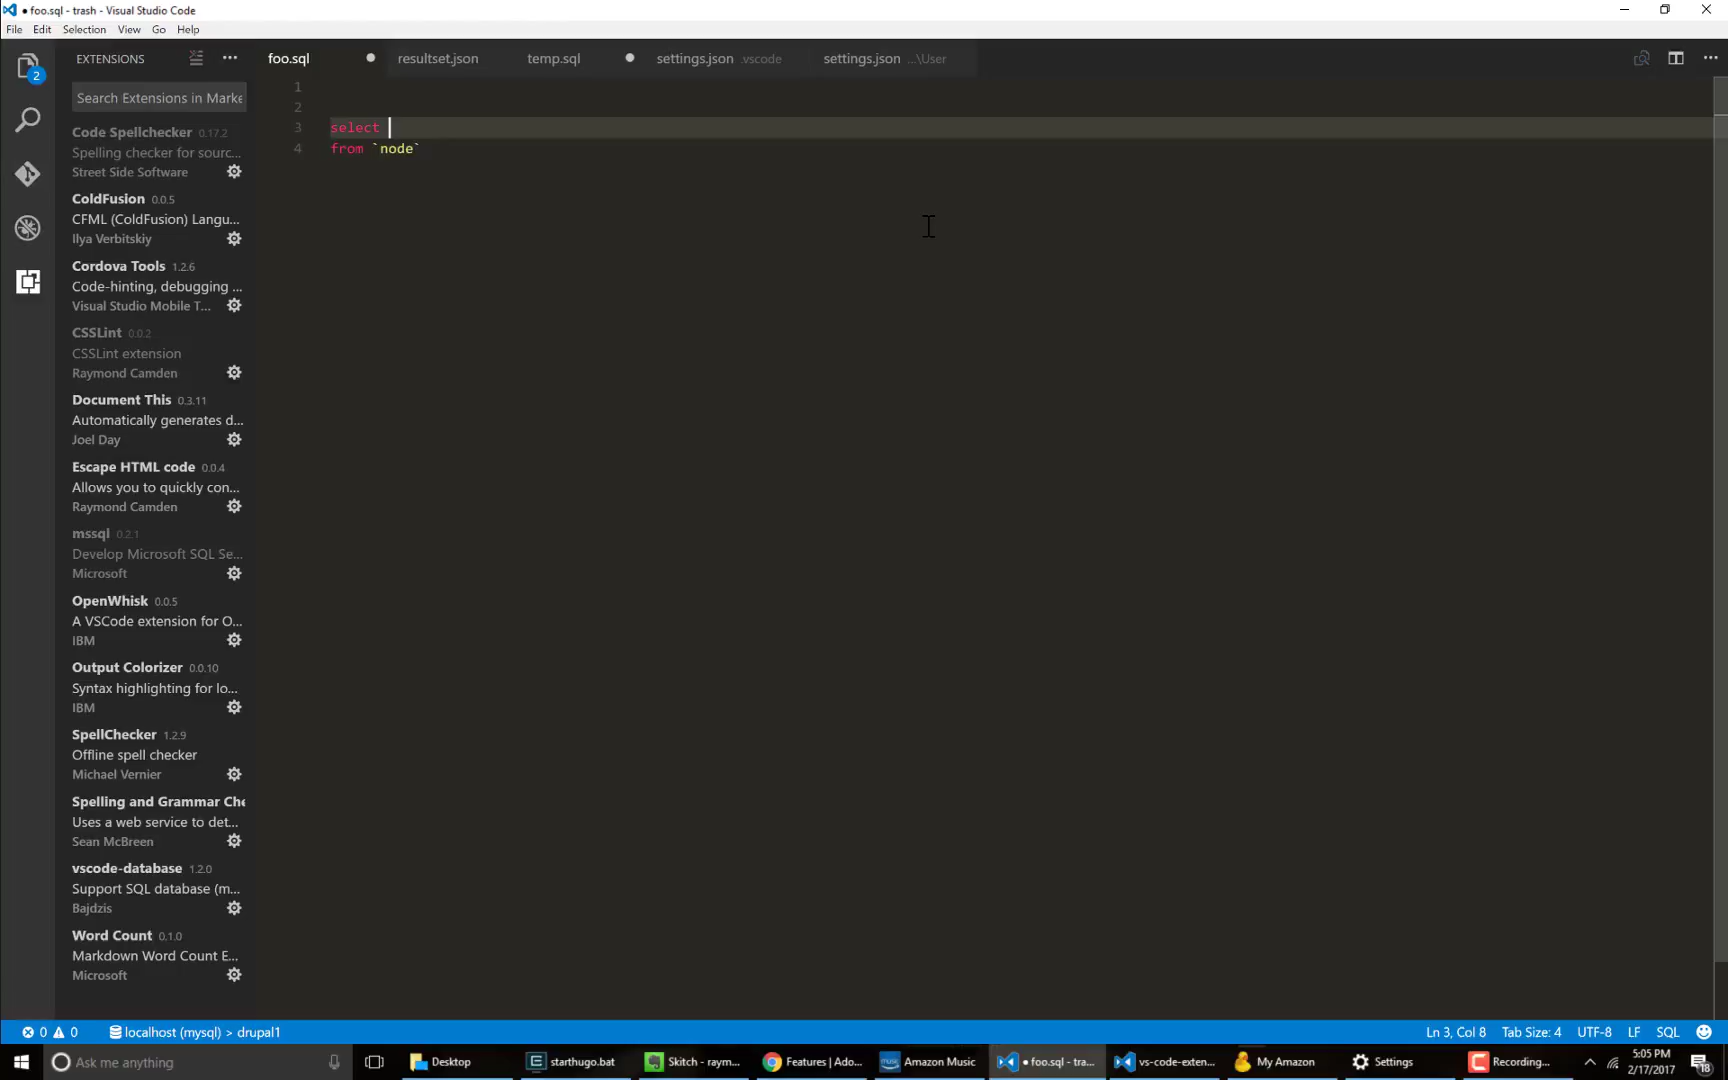 ● foo.sql - trash - Visual Studio Code
File Edit Selection View Go Help
EXTENSIONS
foo.sql resultset.json temp.sql settings.json .vscode settings.json ...\User
2
Search Extensions in Marke
Code Spellchecker 0.17.2
Spelling checker for sourc...
Street Side Software
ColdFusion 0.0.5
CFML (ColdFusion) Langu...
Ilya Verbitskiy
Cordova Tools 1.2.6
Code-hinting, debugging ...
Visual Studio Mobile T...
CSSLint 0.0.2
CSSLint extension
Raymond Camden
Document This 0.3.11
Automatically generates d...
Joel Day
Escape HTML code 0.0.4
Allows you to quickly con...
Raymond Camden
mssql 0.2.1
Develop Microsoft SQL Se...
Microsoft
OpenWhisk 0.0.5
A VSCode extension for O...
IBM
Output Colorizer 0.0.10
Syntax highlighting for lo...
IBM
SpellChecker 1.2.9
Offline spell checker
Michael Vernier
Spelling and Grammar Che
Uses a web service to det...
Sean McBreen
vscode-database 1.2.0
Support SQL database (m...
Bajdzis
Word Count 0.1.0
Markdown Word Count E...
Microsoft
1
2
3 select
4 from `node`
0 0 localhost (mysql) > drupal1 Ln 3, Col 8 Tab Size: 4 UTF-8 LF SQL
Ask me anything Desktop starthugo.bat Skitch - raym... Features | Ado... music Amazon Music ● foo.sql - tra... vs-code-exten... My Amazon Settings Recording... 5:05 PM
2/17/2017 18